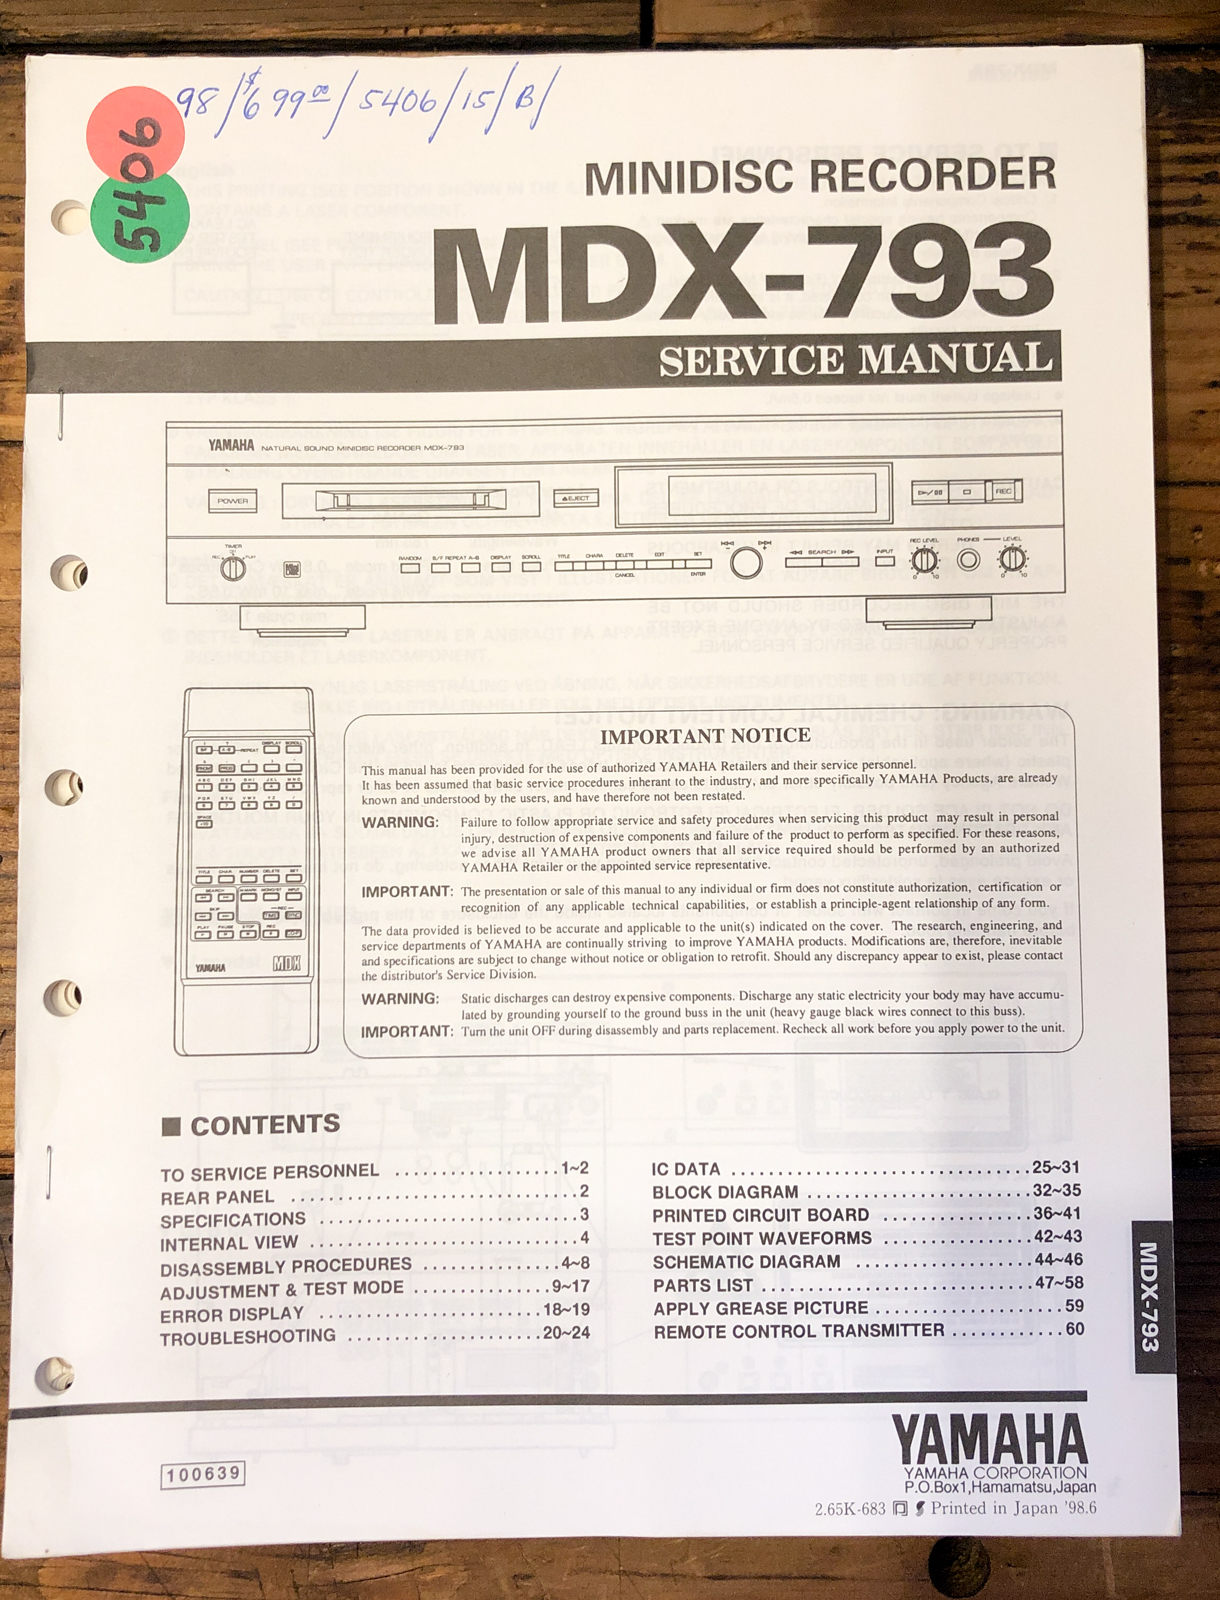 98/$699.00/5406/15/B/
5406
MINIDISC RECORDER
MDX-793
SERVICE MANUAL
YAMAHA NATURAL SOUND MINIDISC RECORDER MDX-793
POWER
EJECT
REC
TIMER
REC
PLAY
RANDOM S/F REPEAT A-B DISPLAY SCROLL
TITLE CHARA. DELETE EDIT SET
CANCEL ENTER
SEARCH
INPUT
REC LEVEL
PHONES
LEVEL
YAMAHA
IMPORTANT NOTICE
This manual has been provided for the use of authorized YAMAHA Retailers and their service personnel.
It has been assumed that basic service procedures inherent to the industry, and more specifically YAMAHA Products, are already
known and understood by the users, and have therefore not been restated.
WARNING: Failure to follow appropriate service and safety procedures when servicing this product may result in personal
injury, destruction of expensive components and failure of the product to perform as specified. For these reasons,
we advise all YAMAHA product owners that all service required should be performed by an authorized
YAMAHA Retailer or the appointed service representative.
IMPORTANT: The presentation or sale of this manual to any individual or firm does not constitute authorization, certification or
recognition of any applicable technical capabilities, or establish a principle-agent relationship of any form.
The data provided is believed to be accurate and applicable to the unit(s) indicated on the cover. The research, engineering, and
service departments of YAMAHA are continually striving to improve YAMAHA products. Modifications are, therefore, inevitable
and specifications are subject to change without notice or obligation to retrofit. Should any discrepancy appear to exist, please contact
the distributor's Service Division.
WARNING: Static discharges can destroy expensive components. Discharge any static electricity your body may have accumu-
lated by grounding yourself to the ground buss in the unit (heavy gauge black wires connect to this buss).
IMPORTANT: Turn the unit OFF during disassembly and parts replacement. Recheck all work before you apply power to the unit.
■ CONTENTS
TO SERVICE PERSONNEL ................... 1~2
REAR PANEL ................................ 2
SPECIFICATIONS ............................ 3
INTERNAL VIEW ............................. 4
DISASSEMBLY PROCEDURES ................ 4~8
ADJUSTMENT & TEST MODE ................ 9~17
ERROR DISPLAY ......................... 18~19
TROUBLESHOOTING ...................... 20~24
IC DATA ................................ 25~31
BLOCK DIAGRAM ........................ 32~35
PRINTED CIRCUIT BOARD ................ 36~41
TEST POINT WAVEFORMS ................ 42~43
SCHEMATIC DIAGRAM ................... 44~46
PARTS LIST ............................. 47~58
APPLY GREASE PICTURE .................... 59
REMOTE CONTROL TRANSMITTER ............ 60
MDX-793
100639
YAMAHA
YAMAHA CORPORATION
P.O.Box1,Hamamatsu,Japan
2.65K-683 Printed in Japan '98.6